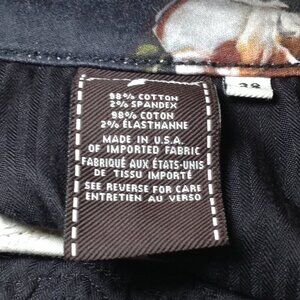 98% COTTON
2% SPANDEX
98% COTON
2% ÉLASTHANNE
MADE IN U.S.A.
OF IMPORTED FABRIC
FABRIQUÉ AUX ÉTATS-UNIS
DE TISSU IMPORTÉ
SEE REVERSE FOR CARE
ENTRETIEN AU VERSO